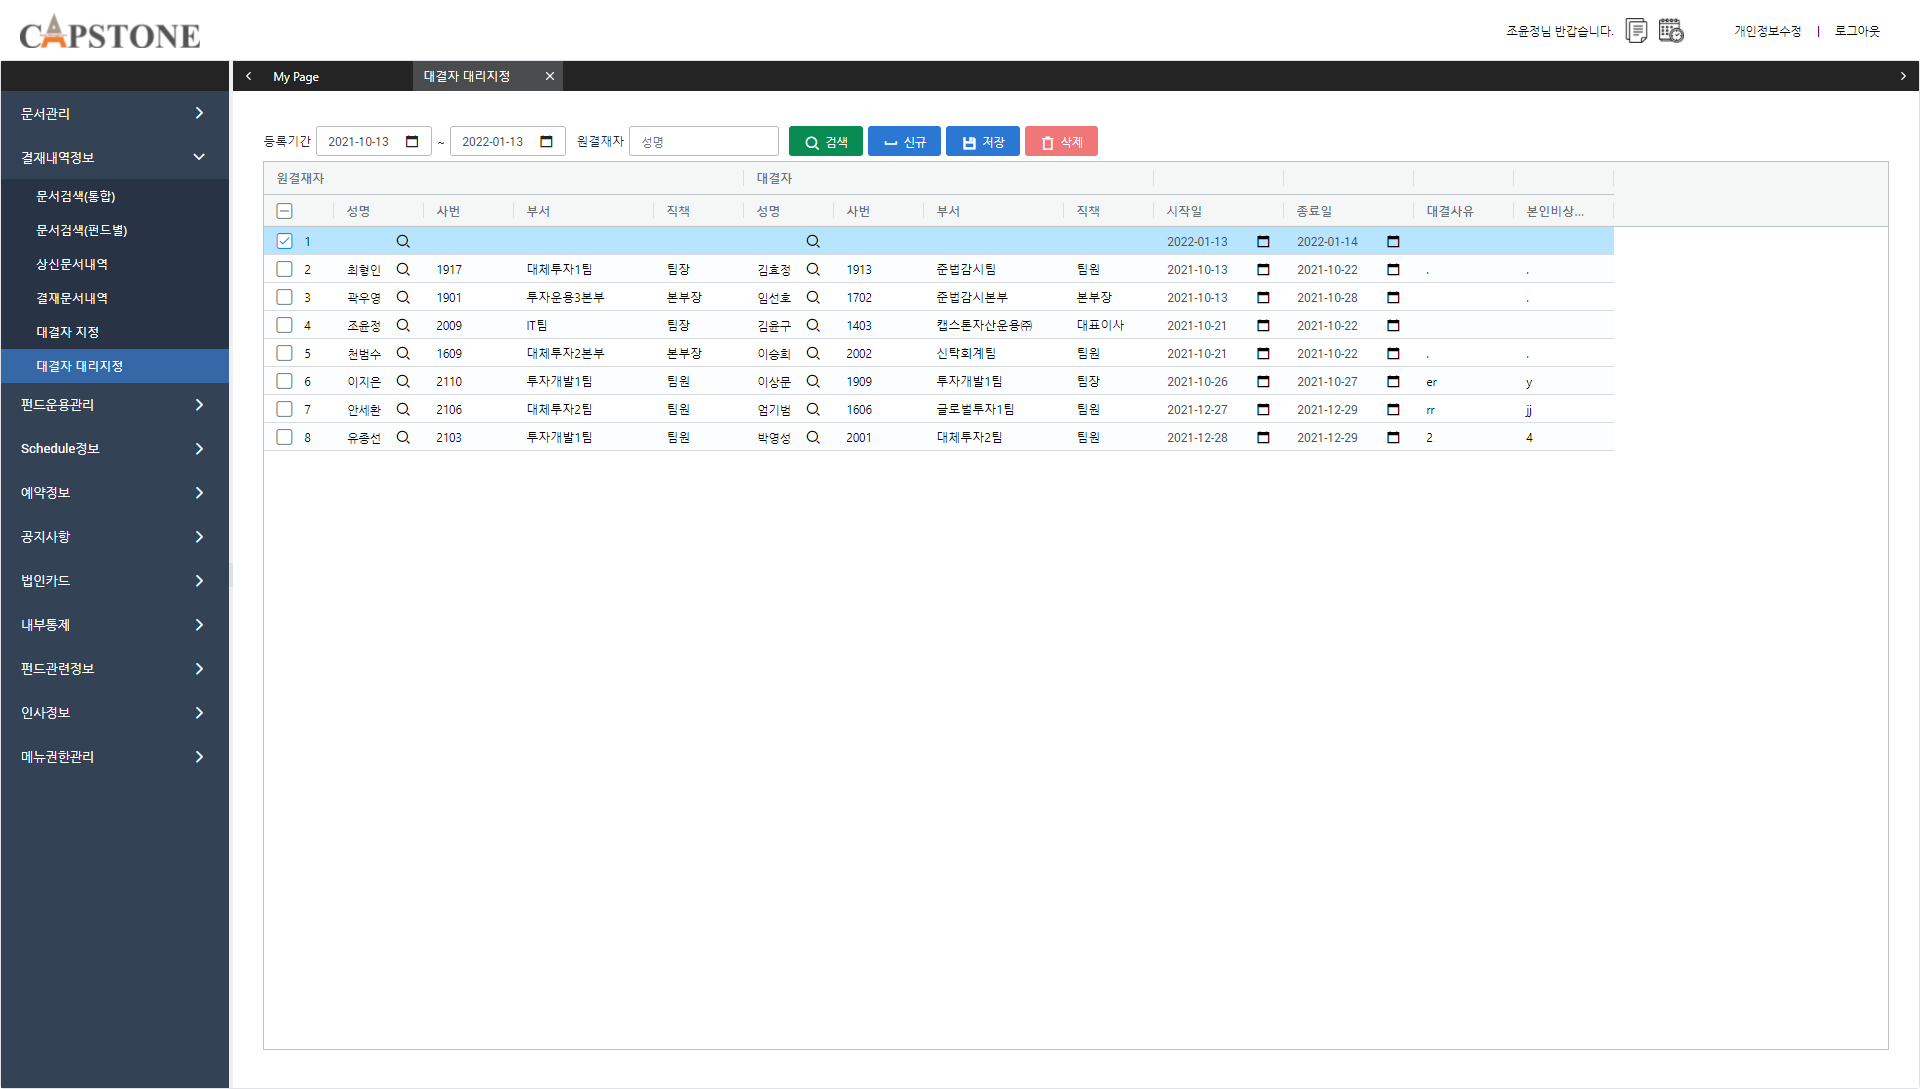 CAPSTONE
조윤정님 반갑습니다.
개인정보수정 | 로그아웃
My Page
대결자 대리지정
문서관리
결재내역정보
문서검색(통합)
문서검색(펀드별)
상신문서내역
결재문서내역
대결자 지정
대결자 대리지정
펀드운용관리
Schedule정보
예약정보
공지사항
법인카드
내부통제
펀드관련정보
인사정보
메뉴권한관리
등록기간 2021-10-13 ~ 2022-01-13 원결재자 성명 검색 신규 저장 삭제
원결재자 대결자
성명 사번 부서 직책 성명 사번 부서 직책 시작일 종료일 대결사유 본인비상...
1 2022-01-13 2022-01-14
2 최형인 1917 대체투자1팀 팀장 김효정 1913 준법감시팀 팀원 2021-10-13 2021-10-22 . .
3 곽우영 1901 투자운용3본부 본부장 임선호 1702 준법감시본부 본부장 2021-10-13 2021-10-28 .
4 조윤정 2009 IT팀 팀장 김윤구 1403 캡스톤자산운용㈜ 대표이사 2021-10-21 2021-10-22
5 천범수 1609 대체투자2본부 본부장 이승희 2002 신탁회계팀 팀원 2021-10-21 2021-10-22 . .
6 이지은 2110 투자개발1팀 팀원 이상문 1909 투자개발1팀 팀장 2021-10-26 2021-10-27 er y
7 안세환 2106 대체투자2팀 팀원 엄기범 1606 글로벌투자1팀 팀원 2021-12-27 2021-12-29 rr jj
8 유종선 2103 투자개발1팀 팀원 박영성 2001 대체투자2팀 팀원 2021-12-28 2021-12-29 2 4